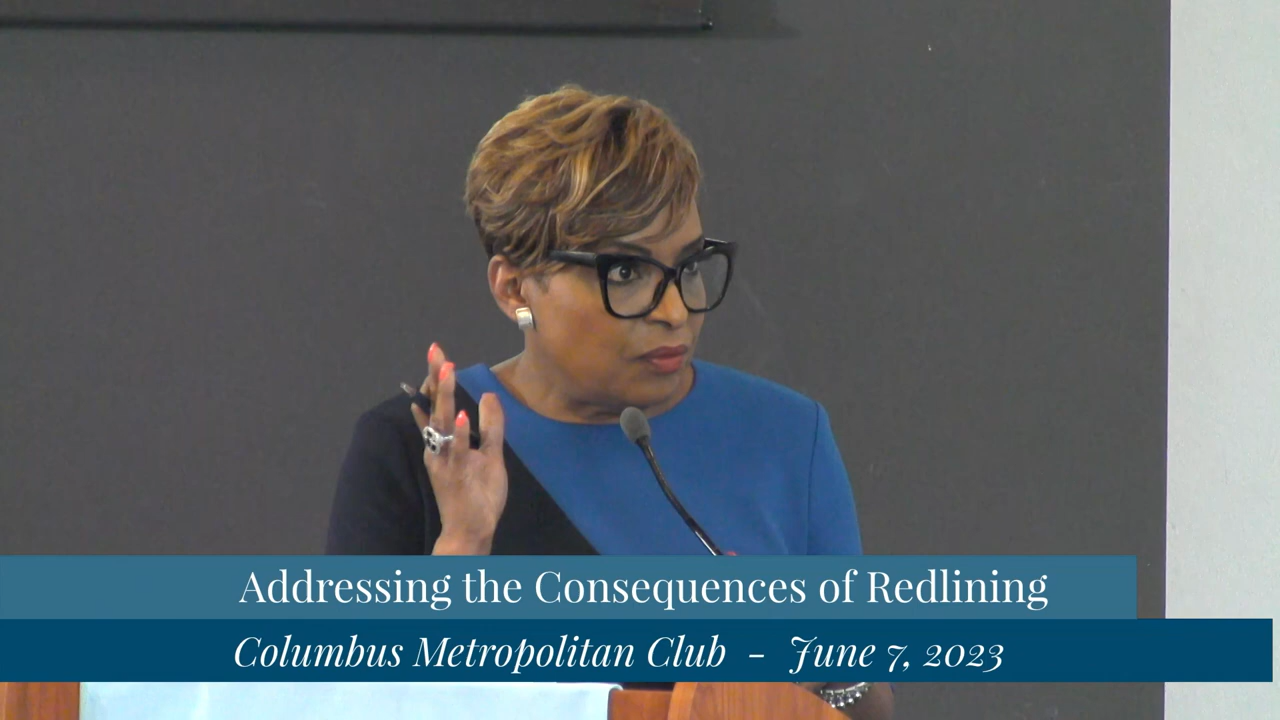 Addressing the Consequences of Redlining
Columbus Metropolitan Club - June 7, 2023